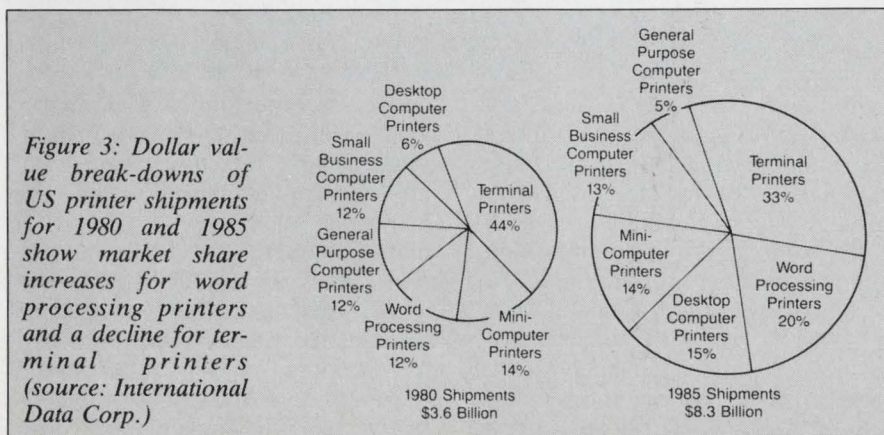 Figure 3: Dollar val-
ue break-downs of
US printer shipments
for 1980 and 1985
show market share
increases for word
processing printers
and a decline for ter-
minal printers
(source: International
Data Corp.)
Desktop
Computer
Printers
6%
Small
Business
Computer
Printers
12%
General
Purpose
Computer
Printers
12%
Terminal
Printers
44%
Word
Processing
Printers
12%
Mini-
Computer
Printers
14%
1980 Shipments
$3.6 Billion
General
Purpose
Computer
Printers
5%
Small
Business
Computer
Printers
13%
Terminal
Printers
33%
Mini-
Computer
Printers
14%
Desktop
Computer
Printers
15%
Word
Processing
Printers
20%
1985 Shipments
$8.3 Billion